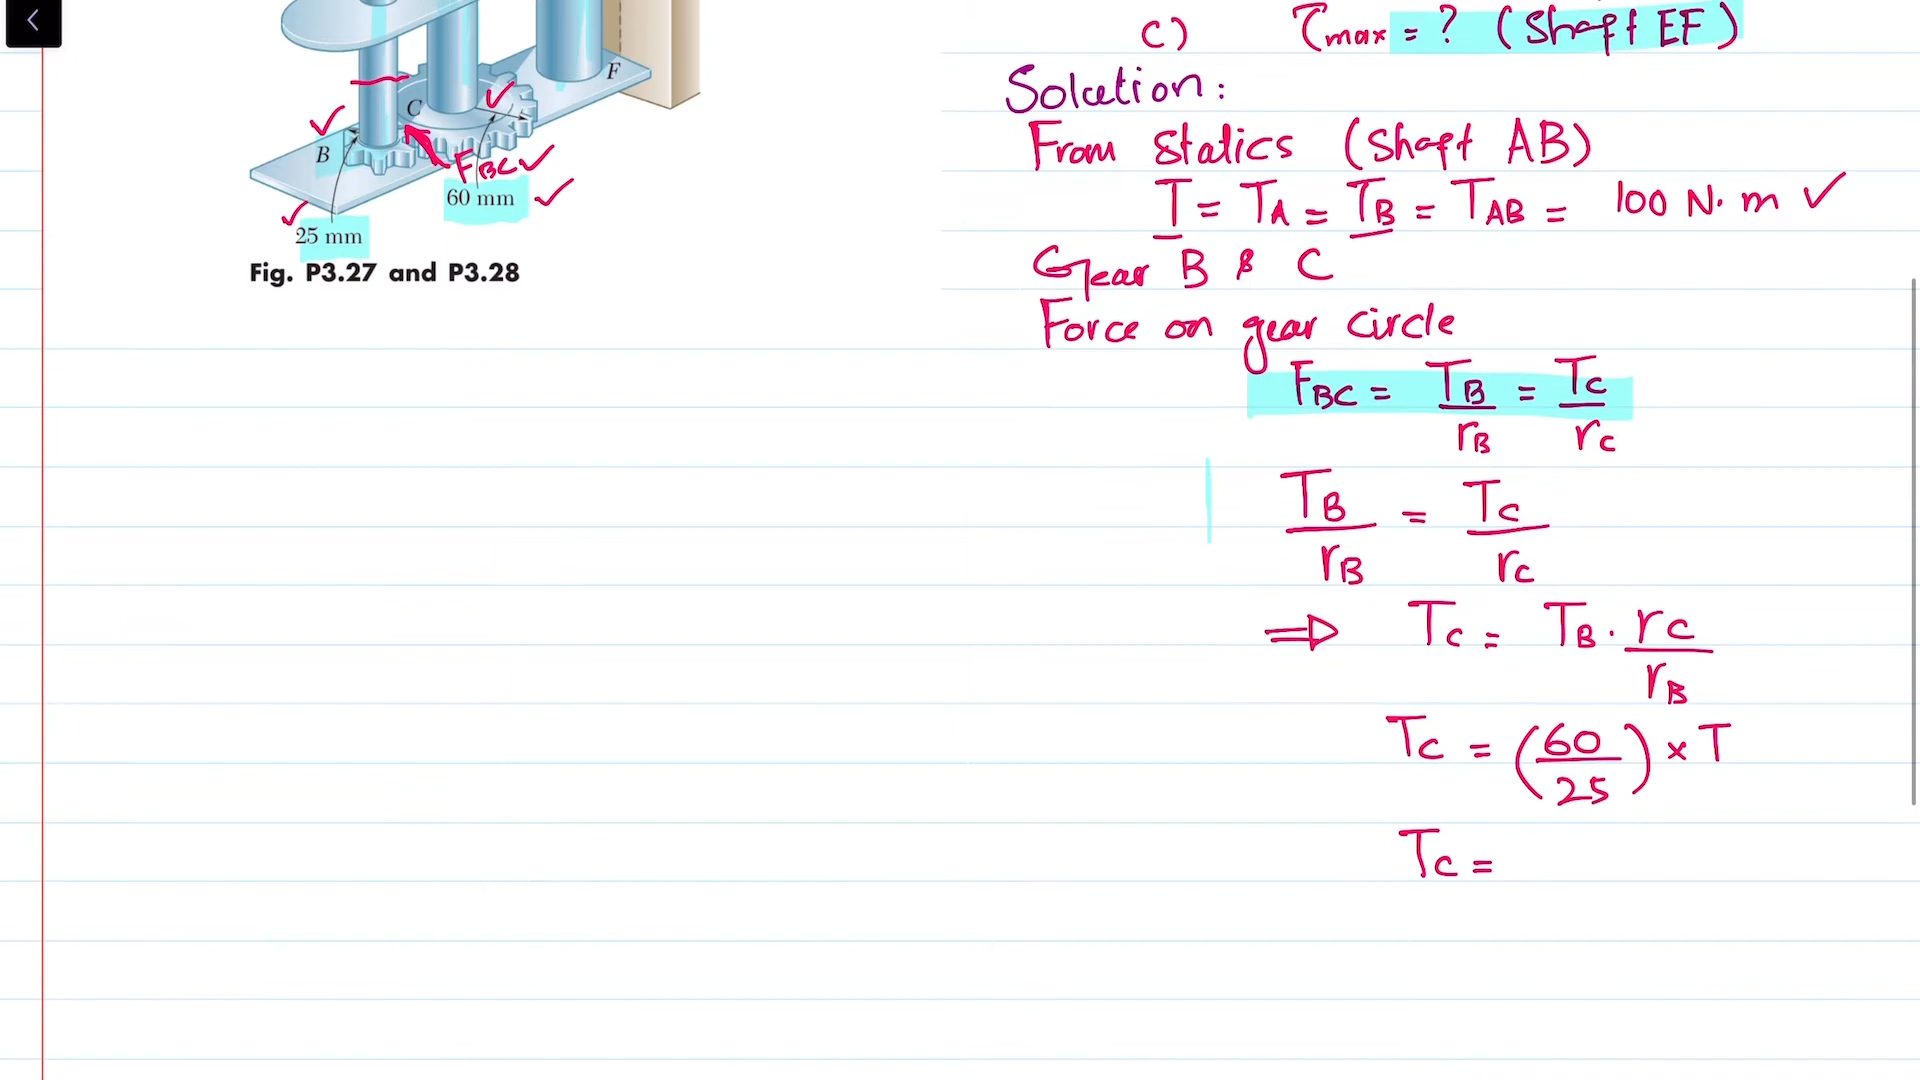 C) τmax = ? (Shaft EF)
Solution:
From Statics (Shaft AB)
T = TA = TB = TAB = 100 N·m ✓
Gear B & C
Force on gear circle
FBC = TB/rB = TC/rC
TB/rB = TC/rC
⇒ TC = TB · rC/rB
TC = (60/25) × T
TC =
F
C
B
FBC ✓
60 mm ✓
25 mm
Fig. P3.27 and P3.28